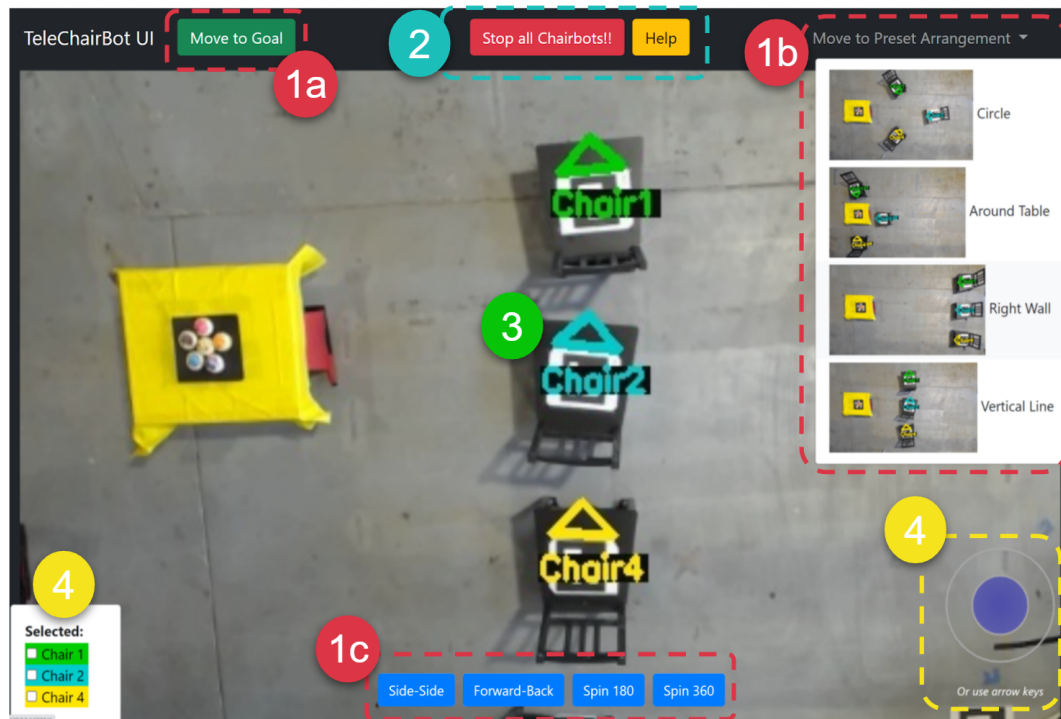 TeleChairBot UI
Move to Goal
1a
2
Stop all Chairbots!!
Help
1b
Move to Preset Arrangement
Circle
Around Table
Right Wall
Vertical Line
Chair1
3
Chair2
Chair4
4
Selected:
Chair 1
Chair 2
Chair 4
1c
Side-Side
Forward-Back
Spin 180
Spin 360
4
Or use arrow keys